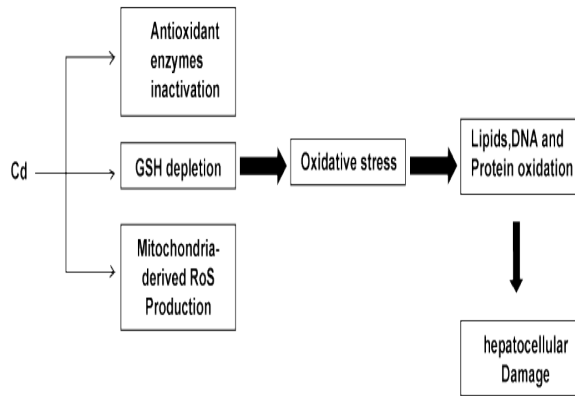 Antioxidant
enzymes
inactivation
Cd
GSH depletion
Oxidative stress
Lipids,DNA and
Protein oxidation
Mitochondria-
derived RoS
Production
hepatocellular
Damage